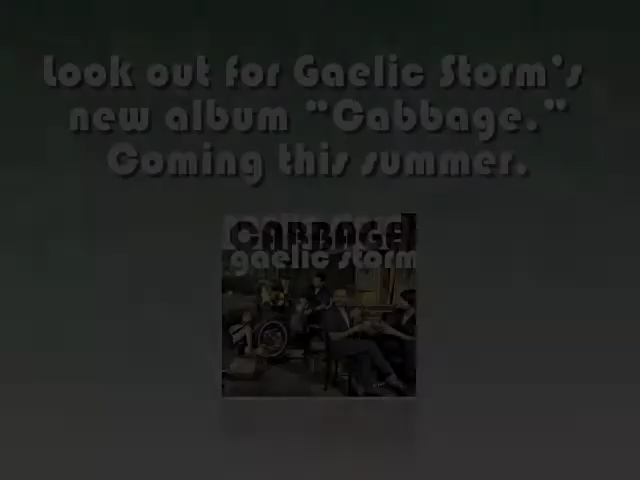 Look out for Gaelic Storm's
new album "Cabbage."
Coming this summer.
CABBAGE
gaelic storm